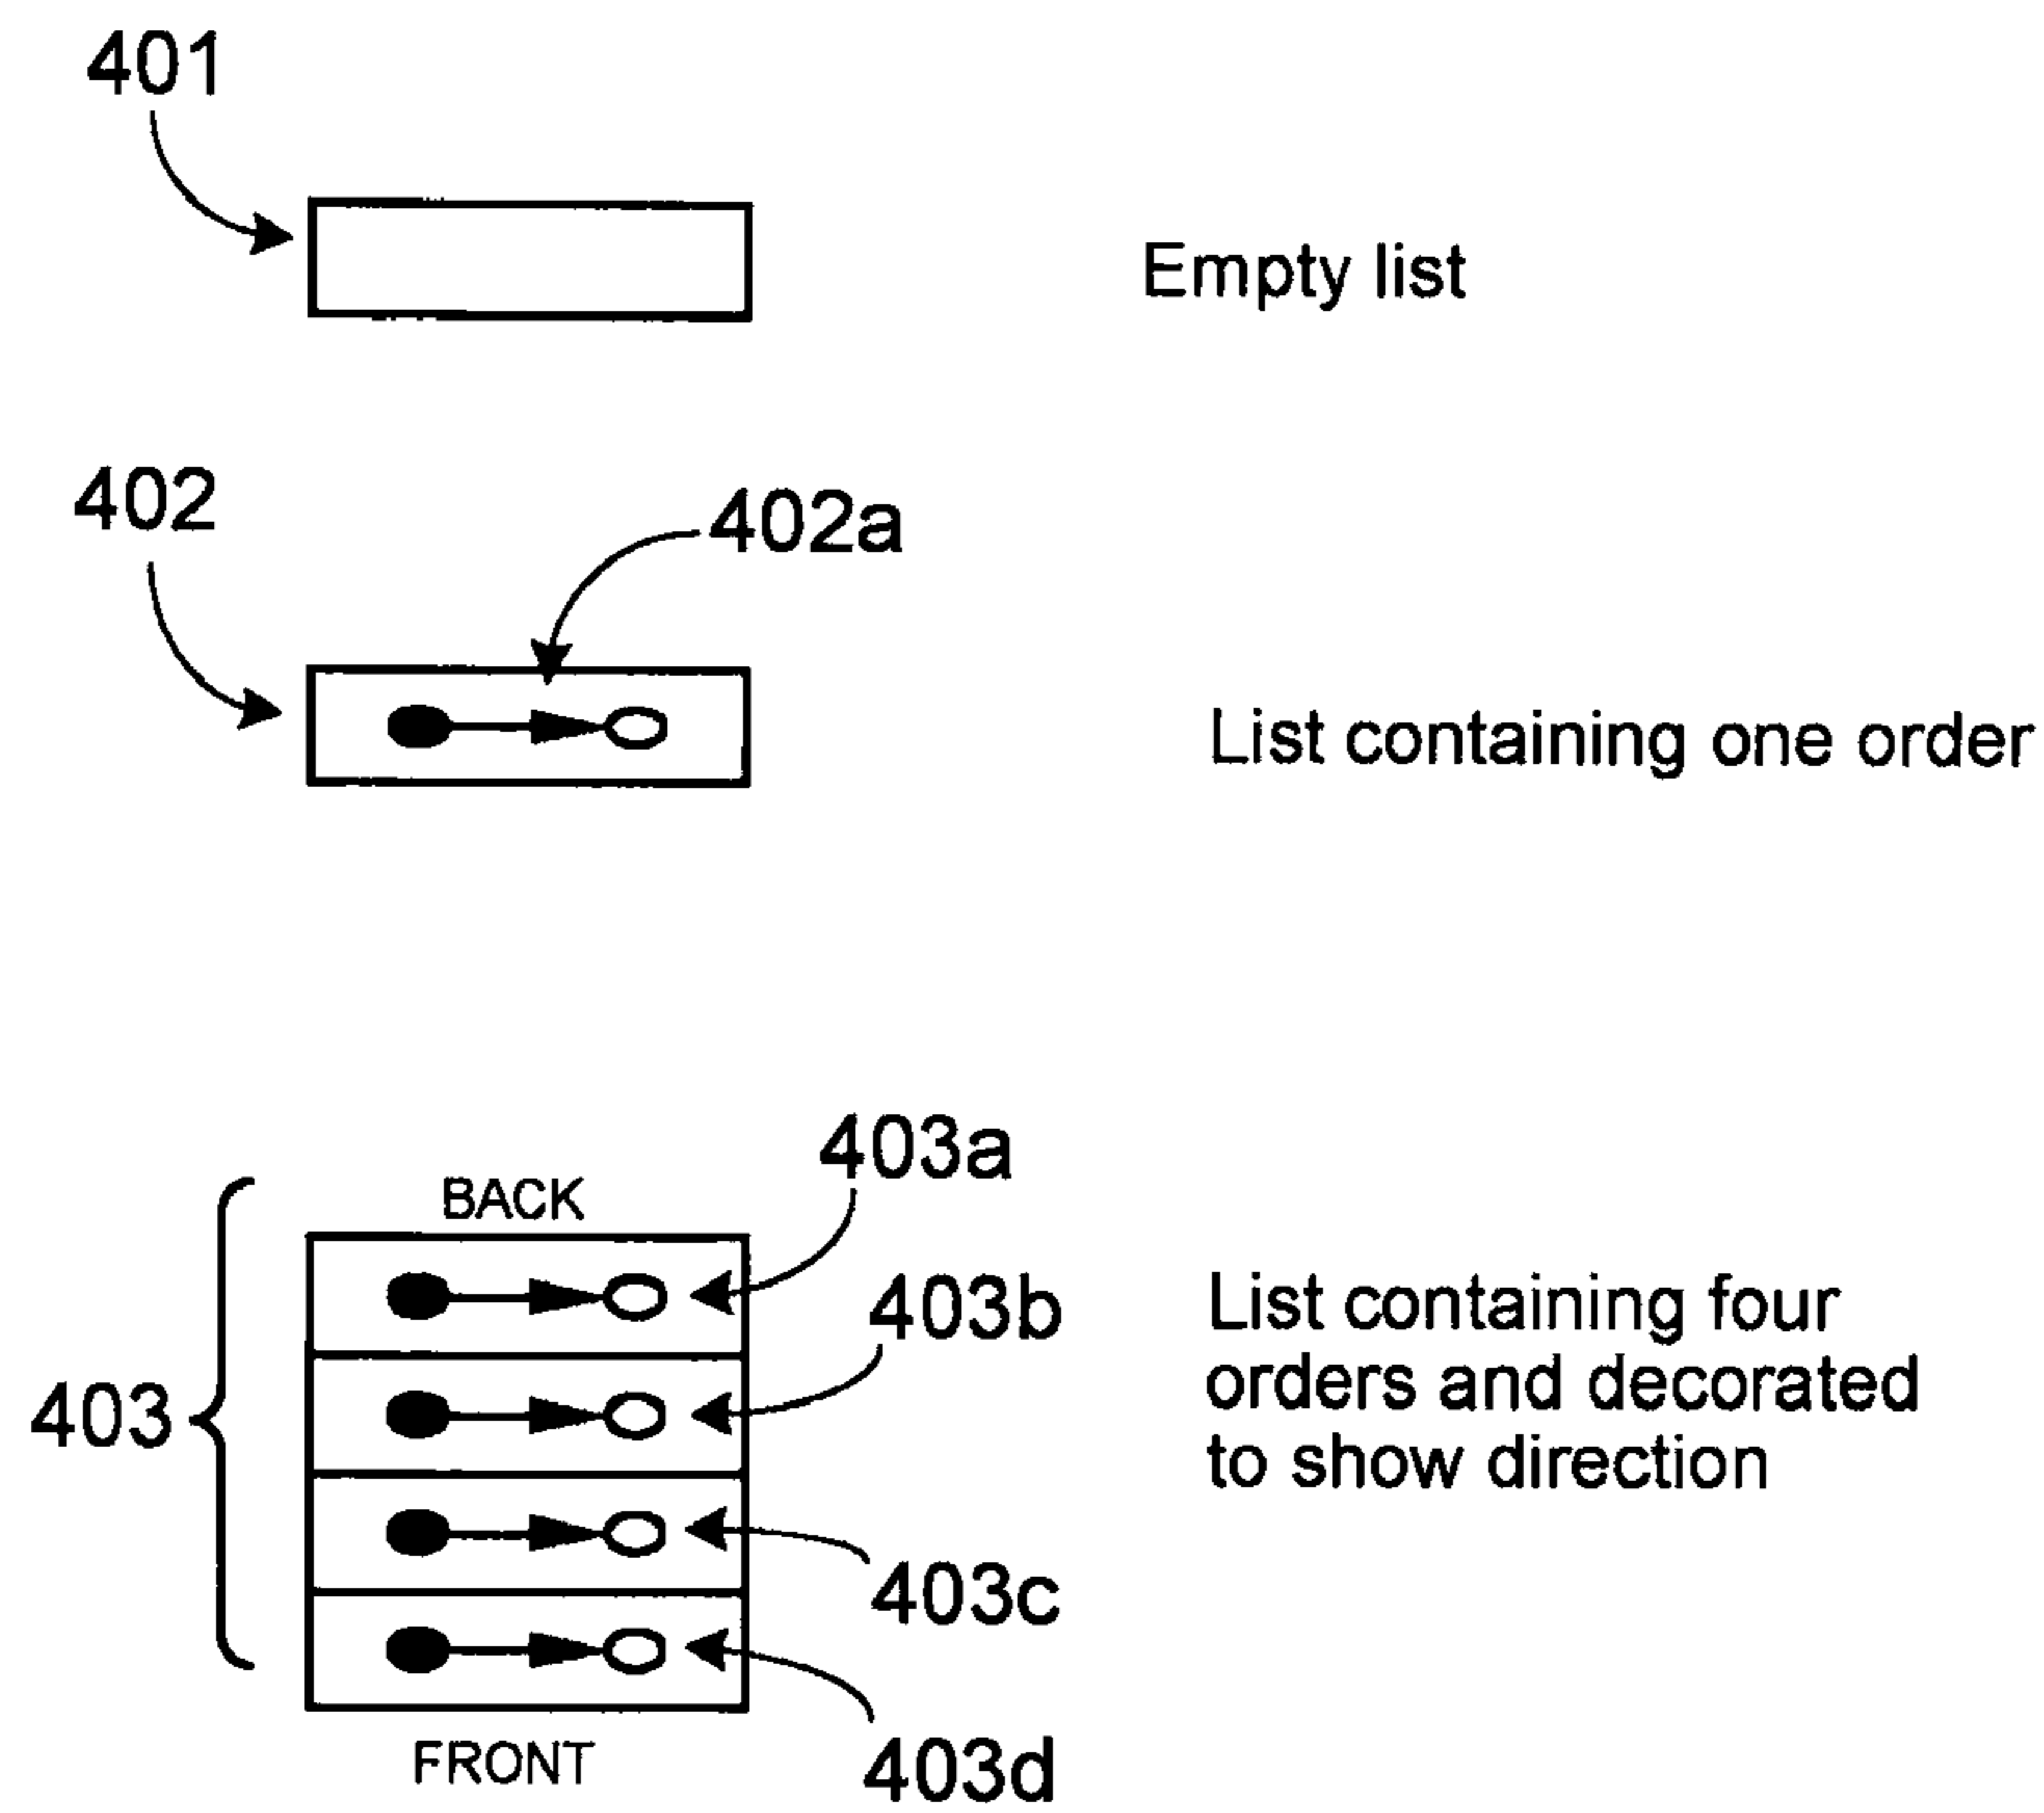 401
Empty list
402
402a
List containing one order
403a
BACK
403b
403
List containing four
orders and decorated
to show direction
403c
FRONT
403d